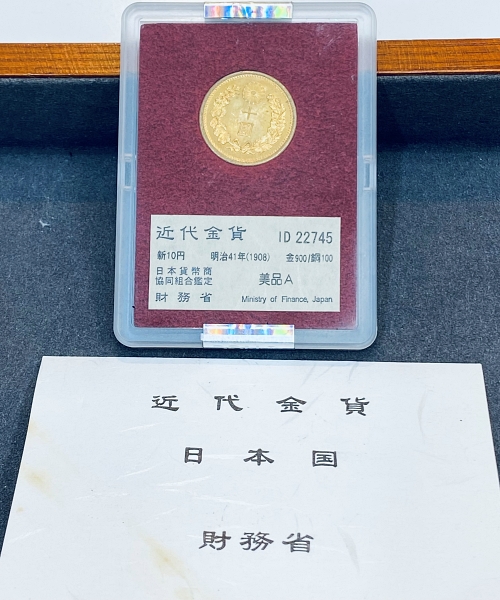 十
圓
近代金貨 ID 22745
新10円 明治41年(1908) 金900/銅100
日本貨幣商
協同組合鑑定 美品A
財務省 Ministry of Finance, Japan
近代金貨
日本国
財務省